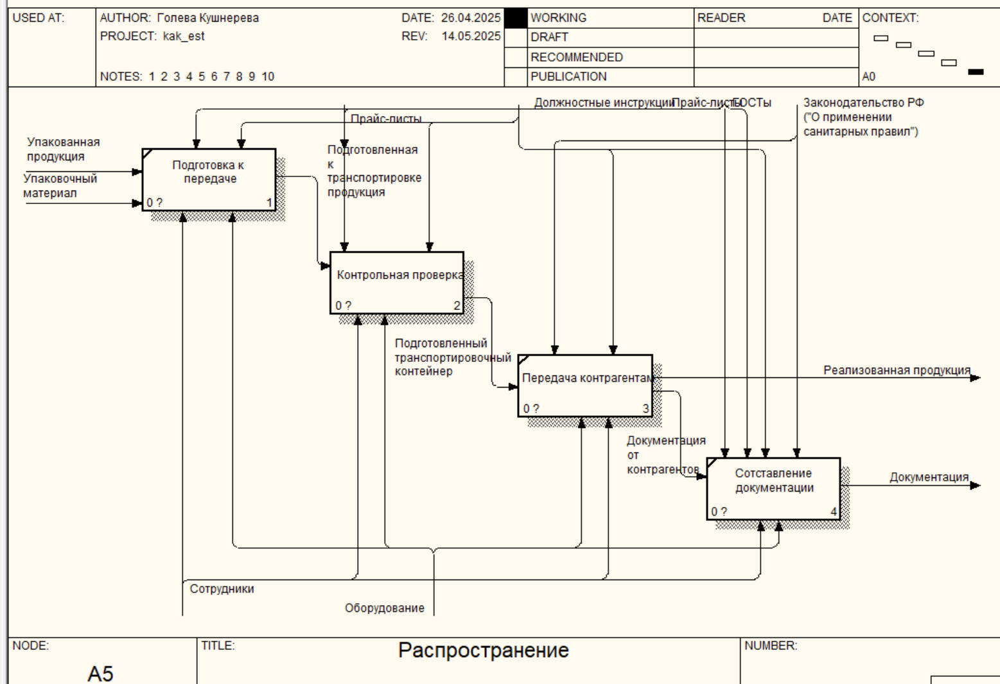 USED AT:
AUTHOR: Голева Кушнерева
DATE: 26.04.2025
WORKING
READER
DATE
CONTEXT:
PROJECT: kak_est
REV: 14.05.2025
DRAFT
RECOMMENDED
NOTES: 1 2 3 4 5 6 7 8 9 10
PUBLICATION
A0
Должностные инструкции
Прайс-листы
ГОСТы
Законодательство РФ
("О применении
санитарных правил")
Прайс-листы
Упакованная
продукция
Упаковочный
материал
Подготовка к
передаче
0 ?
1
Подготовленная
к
транспортировке
продукция
Контрольная проверка
0 ?
2
Подготовленный
транспортировочный
контейнер
Передача контрагентам
0 ?
3
Реализованная продукция
Документация
от
контрагентов
Сотставление
документации
0 ?
4
Документация
Сотрудники
Оборудование
NODE:
A5
TITLE:
Распространение
NUMBER: